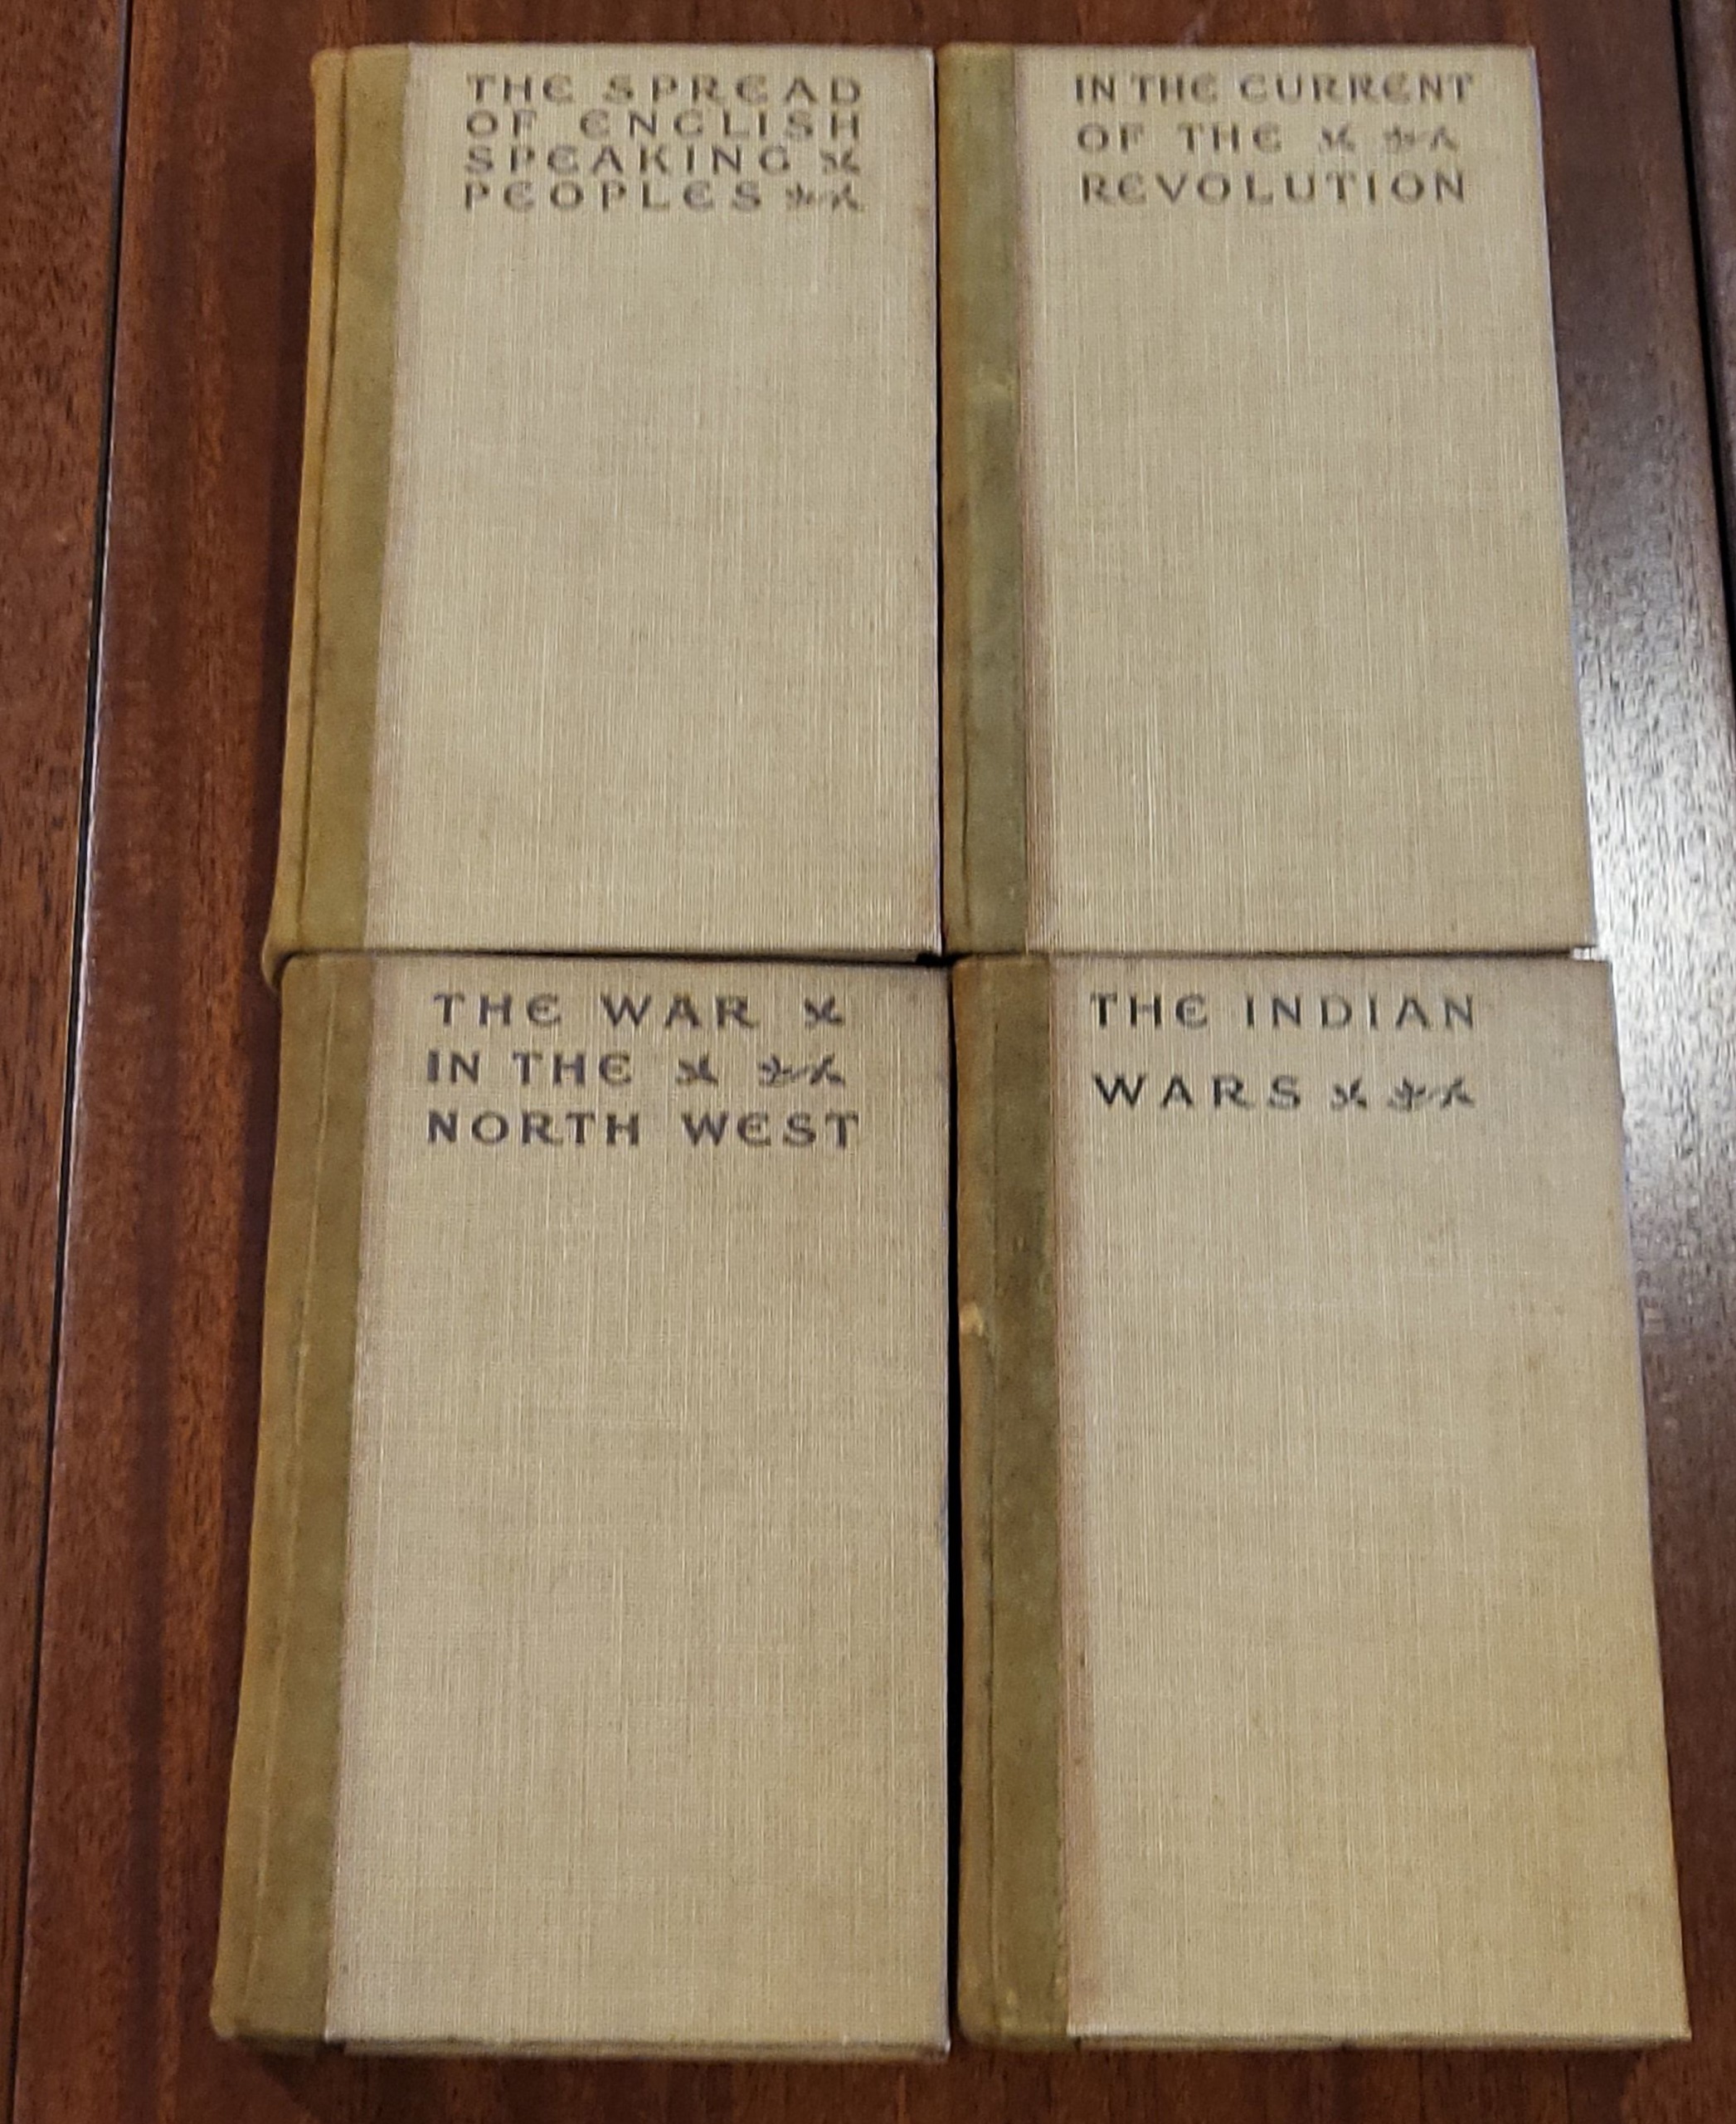 THE SPREAD
OF ENGLISH
SPEAKING
PEOPLES
IN THE CURRENT
OF THE
REVOLUTION
THE WAR
IN THE
NORTH WEST
THE INDIAN
WARS